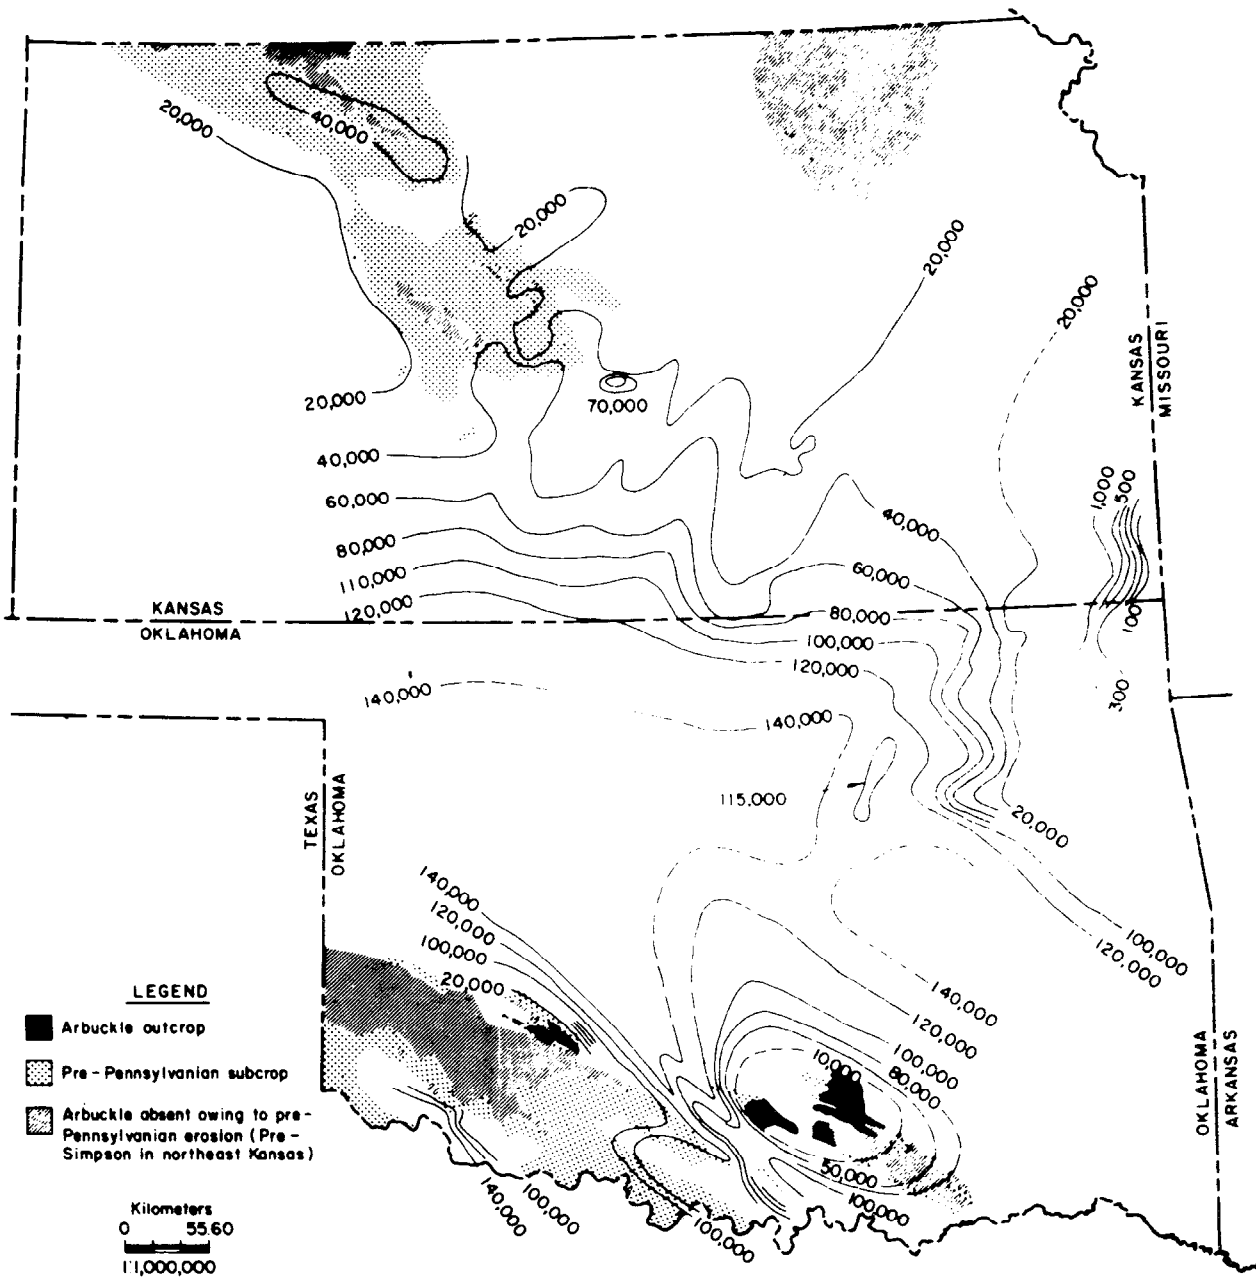 20,000
40,000
20,000
20,000
20,000
KANSAS
MISSOURI
20,000
70,000
40,000
1,000
500
60,000
40,000
80,000
110,000
60,000
120,000
KANSAS
OKLAHOMA
80,000
100
100,000
120,000
140,000
300
140,000
TEXAS
OKLAHOMA
115,000
20,000
140,000
120,000
100,000
20,000
100,000
120,000
140,000
120,000
100,000
80,000
10,000
OKLAHOMA
ARKANSAS
LEGEND
Arbuckle outcrop
Pre-Pennsylvanian subcrop
Arbuckle absent owing to pre-
Pennsylvanian erosion (Pre-
Simpson in northeast Kansas)
50,000
100,000
140,000
100,000
100,000
Kilometers
0 55.60
1:1,000,000